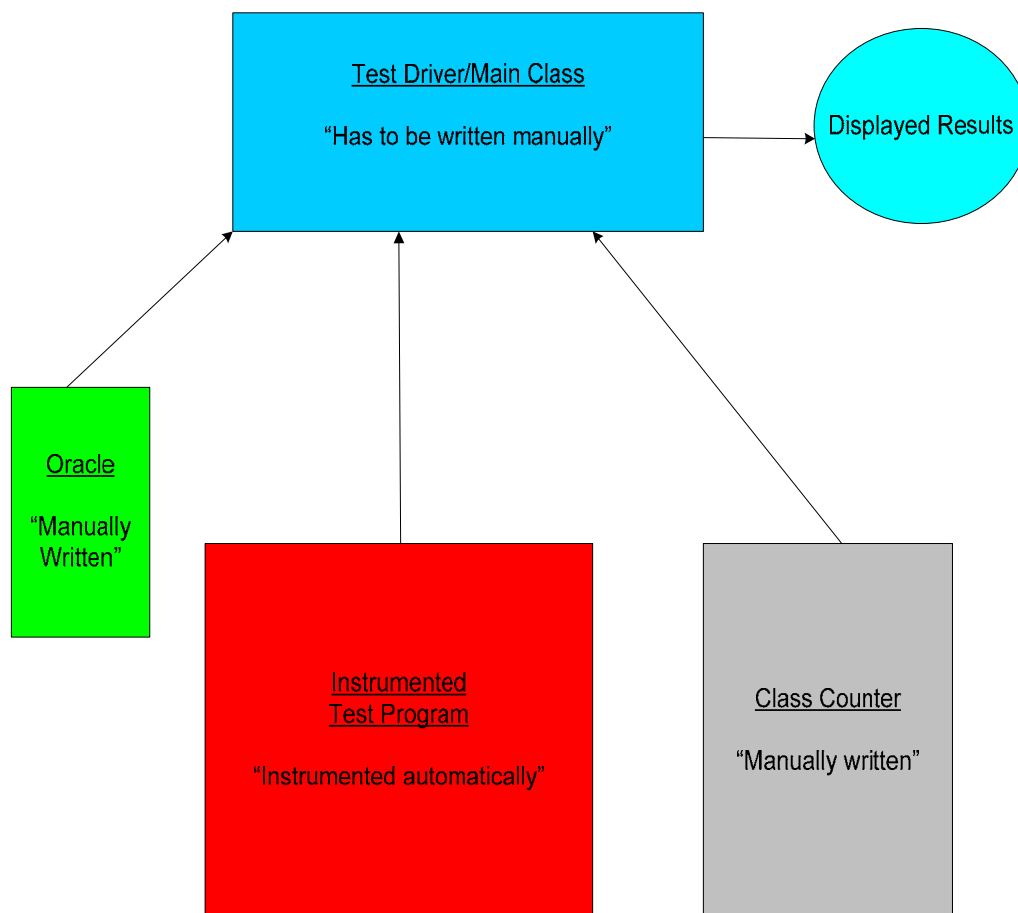 Test Driver/Main Class
“Has to be written manually”
Displayed Results
Oracle
“Manually
Written”
Instrumented
Test Program
“Instrumented automatically”
Class Counter
“Manually written”